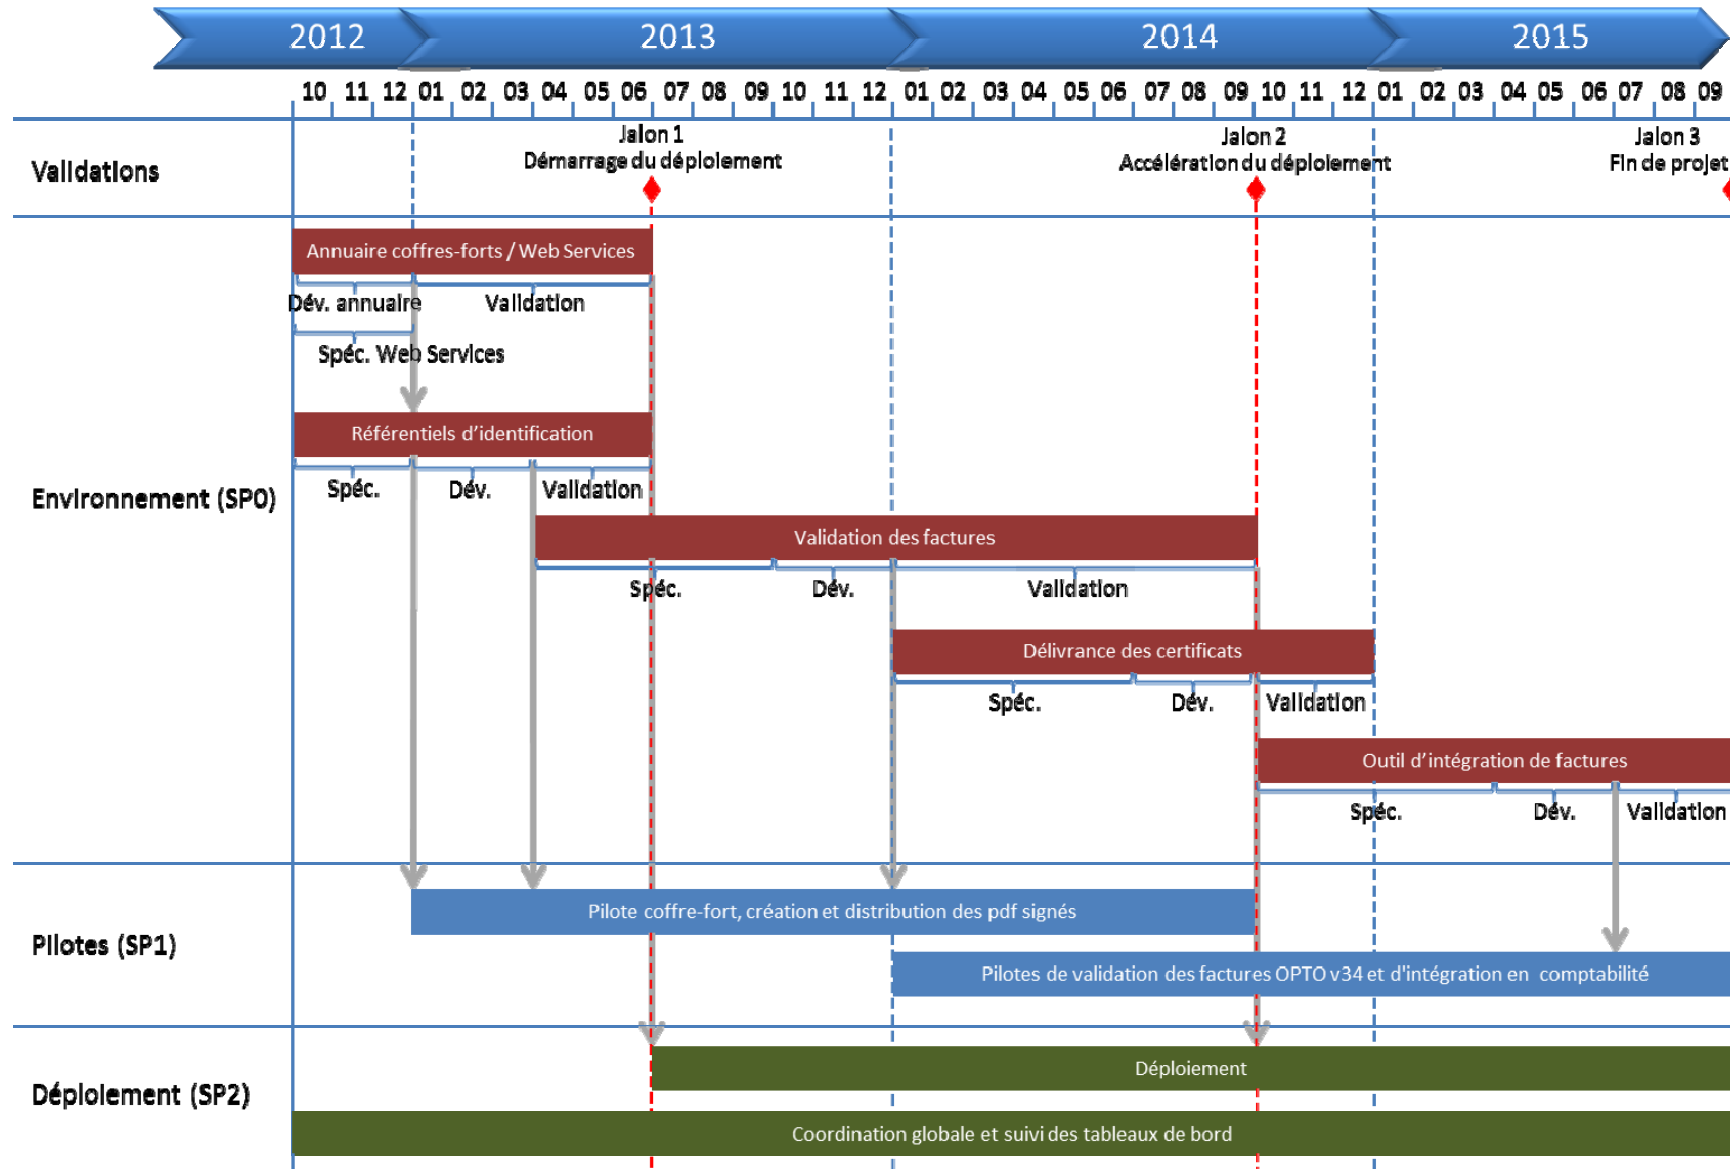 2012 2013 2014 2015
10 11 12 01 02 03 04 05 06 07 08 09 10 11 12 01 02 03 04 05 06 07 08 09 10 11 12 01 02 03 04 05 06 07 08 09
Jalon 1 Jalon 2 Jalon 3
Démarrage du déploiement Accélération du déploiement Fin de projet
Validations
Annuaire coffres-forts / Web Services
Dév. annuaire Validation
Spéc. Web Services
Référentiels d'identification
Spéc. Dév. Validation
Environnement (SP0)
Validation des factures
Spéc. Dév. Validation
Délivrance des certificats
Spéc. Dév. Validation
Outil d'intégration de factures
Spéc. Dév. Validation
Pilote coffre-fort, création et distribution des pdf signés
Pilotes (SP1)
Pilotes de validation des factures OPTO v34 et d'intégration en comptabilité
Déploiement
Déploiement (SP2)
Coordination globale et suivi des tableaux de bord